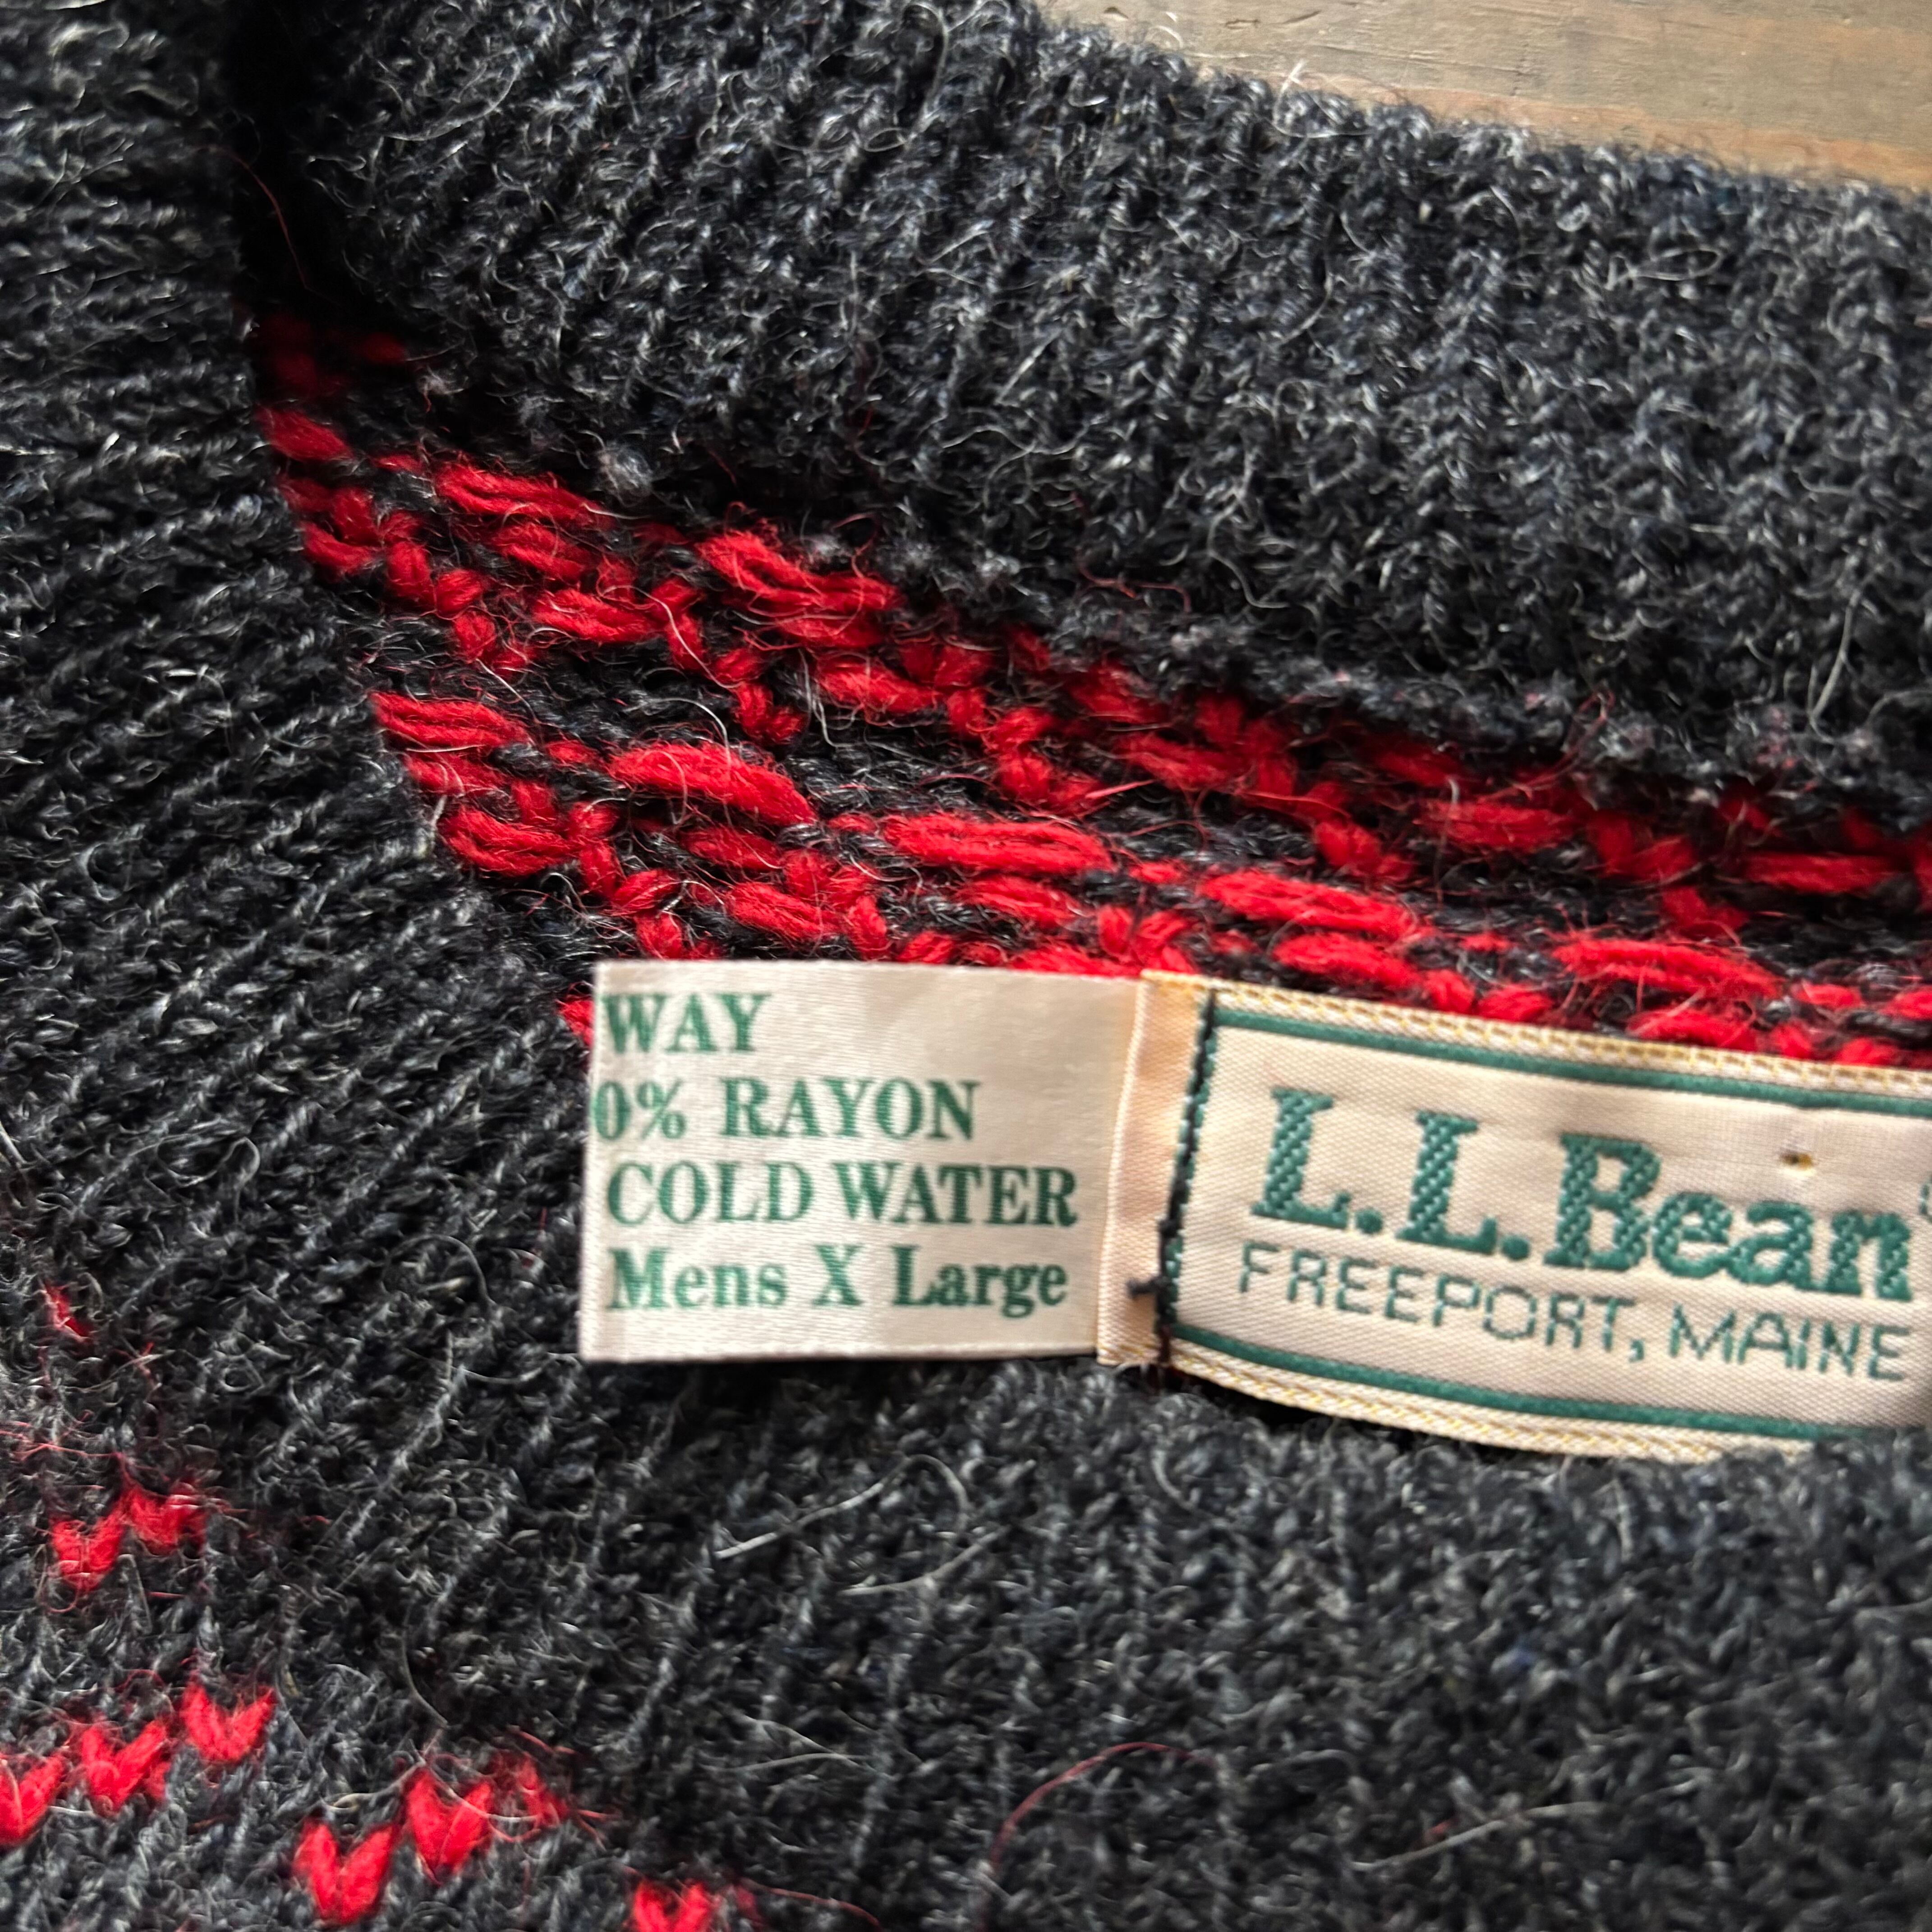 WAY
0% RAYON
COLD WATER
Mens X Large
L.L.Bean
FREEPORT, MAINE